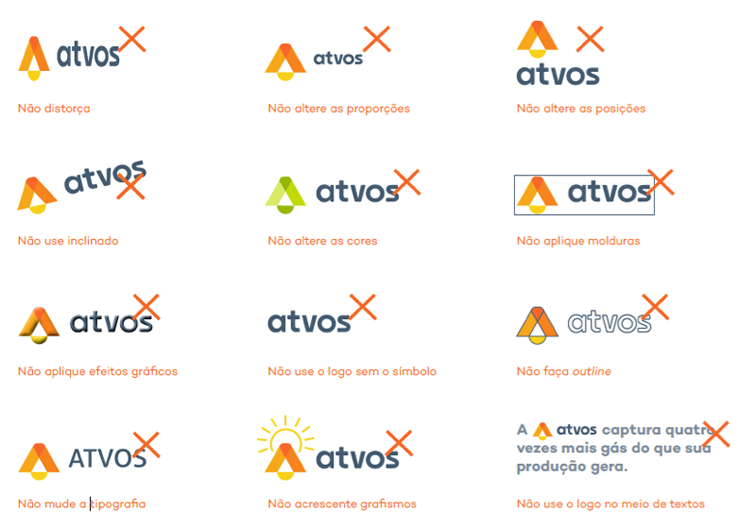 atvos
Não distorça
atvos
Não altere as proporções
atvos
Não altere as posições
atvos
Não use inclinado
atvos
Não altere as cores
atvos
Não aplique molduras
atvos
Não aplique efeitos gráficos
atvos
Não use o logo sem o símbolo
atvos
Não faça outline
ATVOS
Não mude a tipografia
atvos
Não acrescente grafismos
A atvos captura quatro
vezes mais gás do que sua
produção gera.
Não use o logo no meio de textos